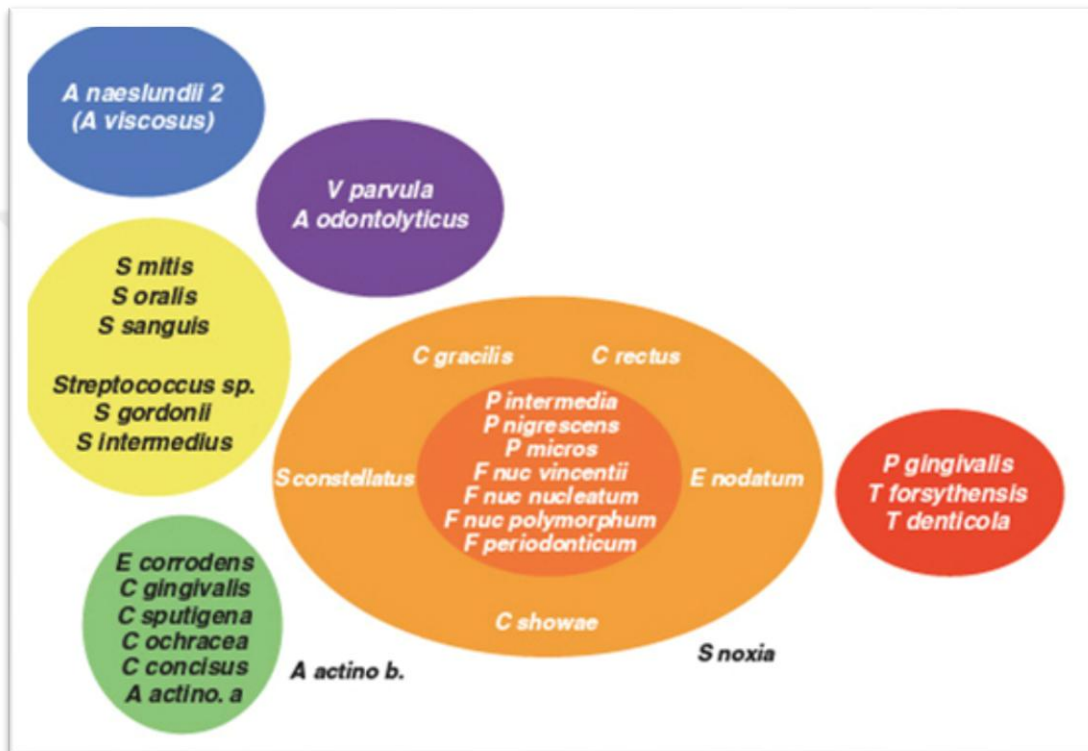 A naeslundii 2
(A viscosus)
V parvula
A odontolyticus
S mitis
S oralis
S sanguis
Streptococcus sp.
S gordonii
S intermedius
C gracilis
C rectus
P intermedia
P nigrescens
P micros
F nuc vincentii
S constellatus
E nodatum
F nuc nucleatum
F nuc polymorphum
F periodonticum
C showae
P gingivalis
T forsythensis
T denticola
E corrodens
C gingivalis
C sputigena
C ochracea
C concisus
A actino. a
A actino b.
S noxia